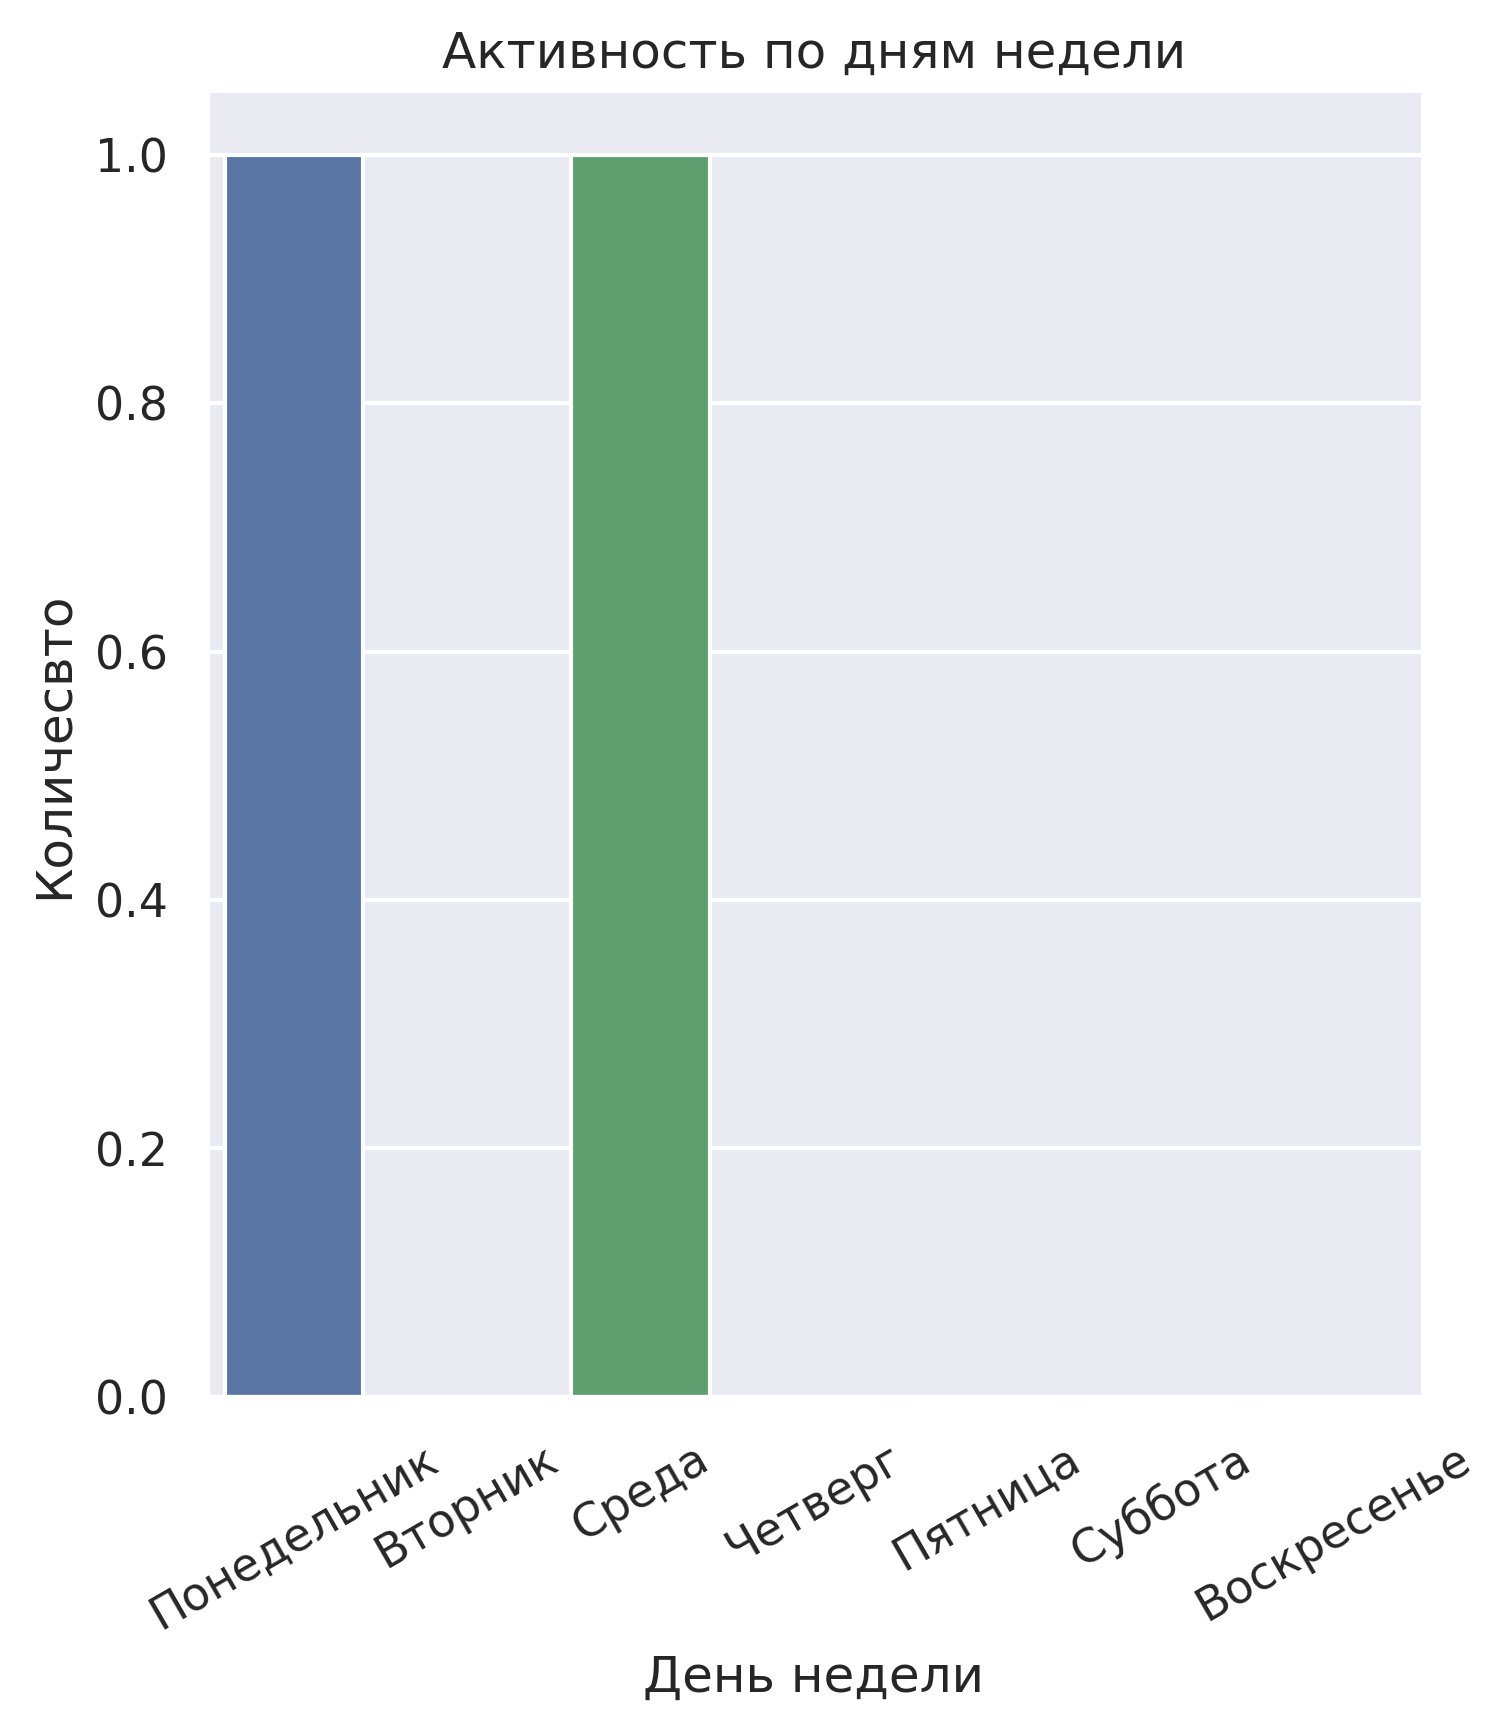 Активность по дням недели
1.0
0.8
0.6
0.4
0.2
0.0
Количесвто
Понедельник
Вторник
Среда
Четверг
Пятница
Суббота
Воскресенье
День недели